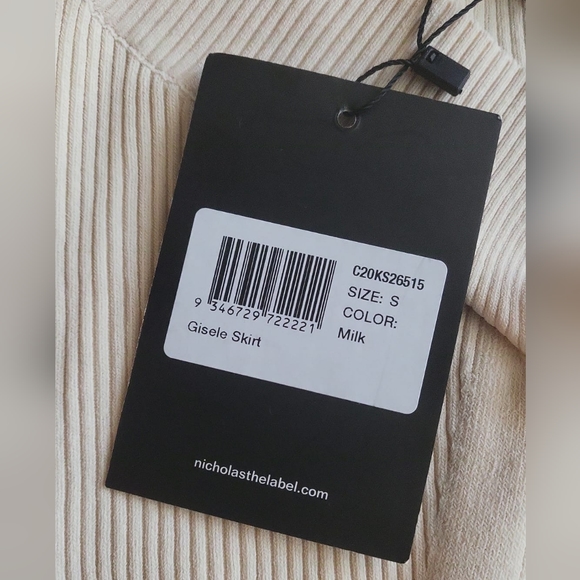 C20KS26515
SIZE: S
COLOR:
Milk
9 346729 722221
Gisele Skirt
nicholasthelabel.com